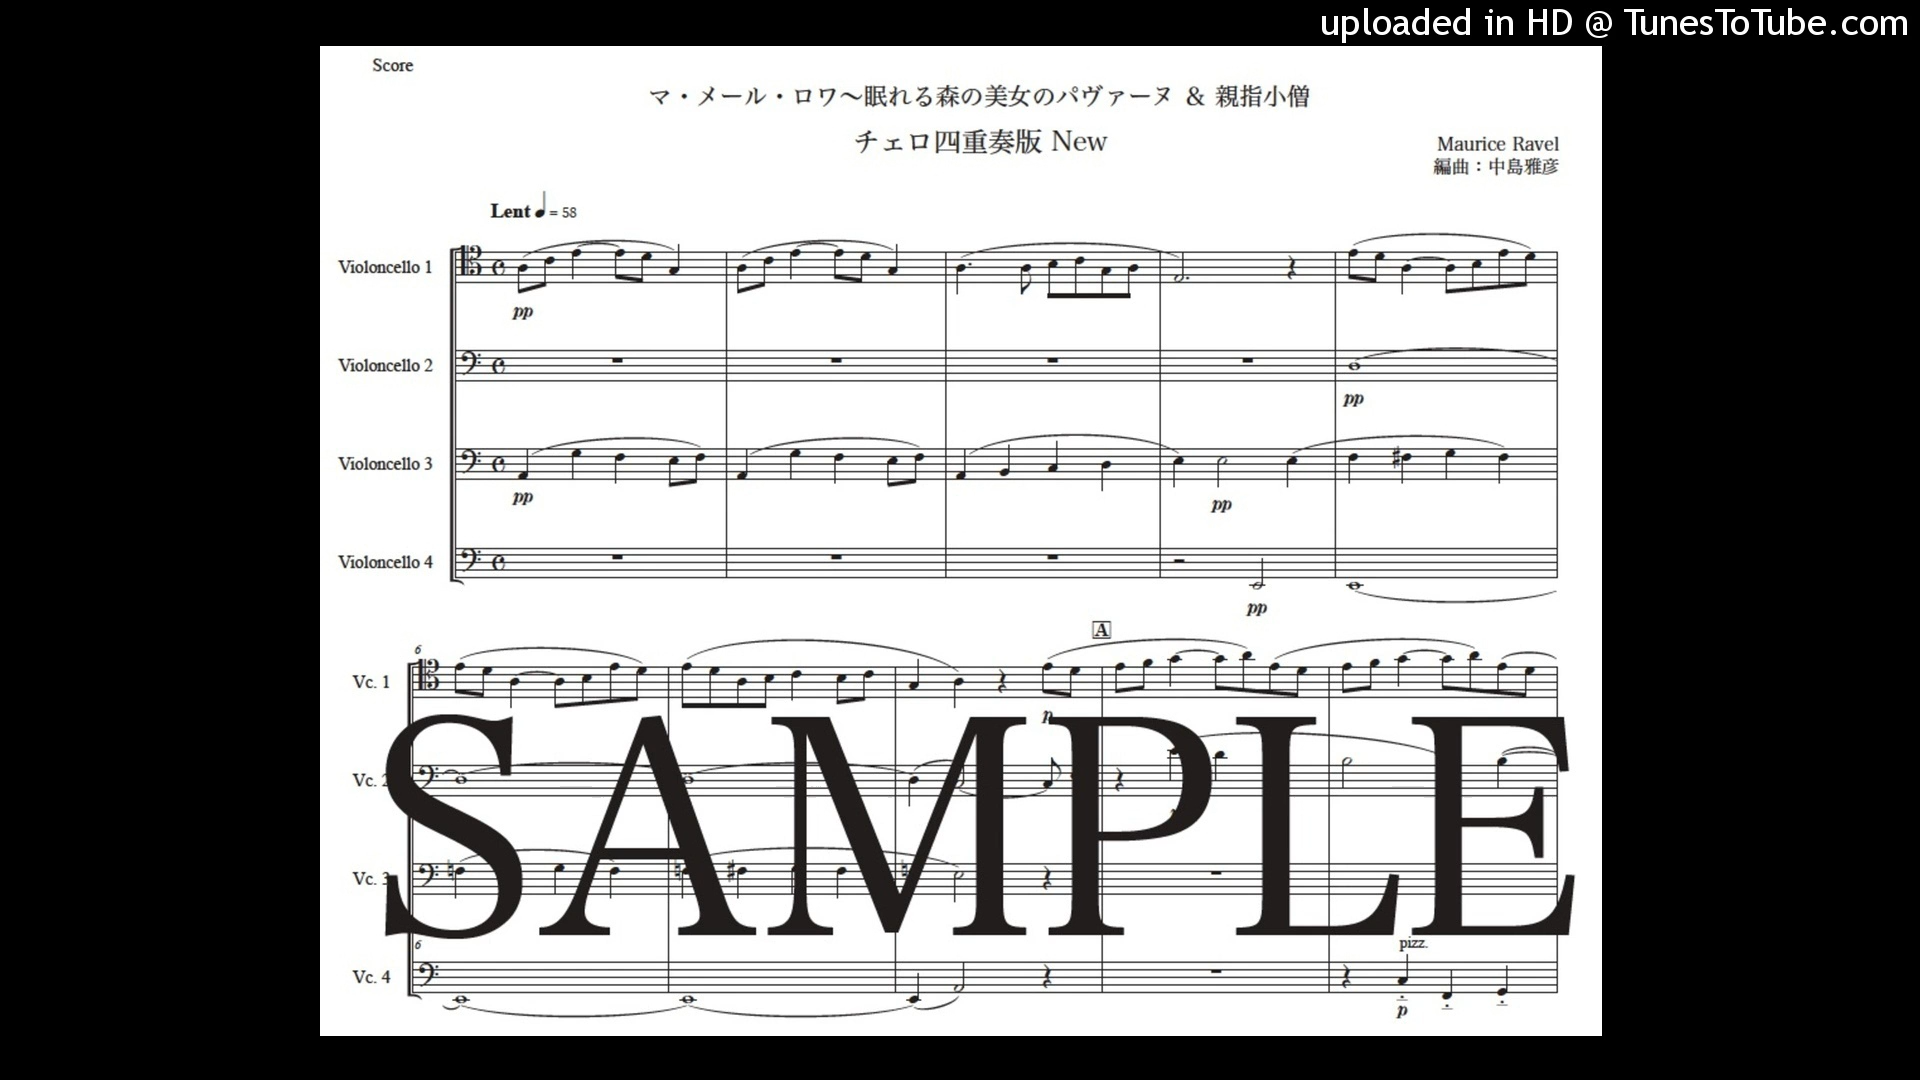 uploaded in HD @ TunesToTube.com
Score
マ・メール・ロワ～眠れる森の美女のパヴァーヌ & 親指小僧
チェロ四重奏版 New
Maurice Ravel
編曲：中島雅彦
Lent ♩= 58
Violoncello 1
pp
Violoncello 2
pp
Violoncello 3
pp
pp
Violoncello 4
pp
6
A
Vc. 1
p
SAMPLE
Vc. 2
Vc. 3
6
pizz.
Vc. 4
p